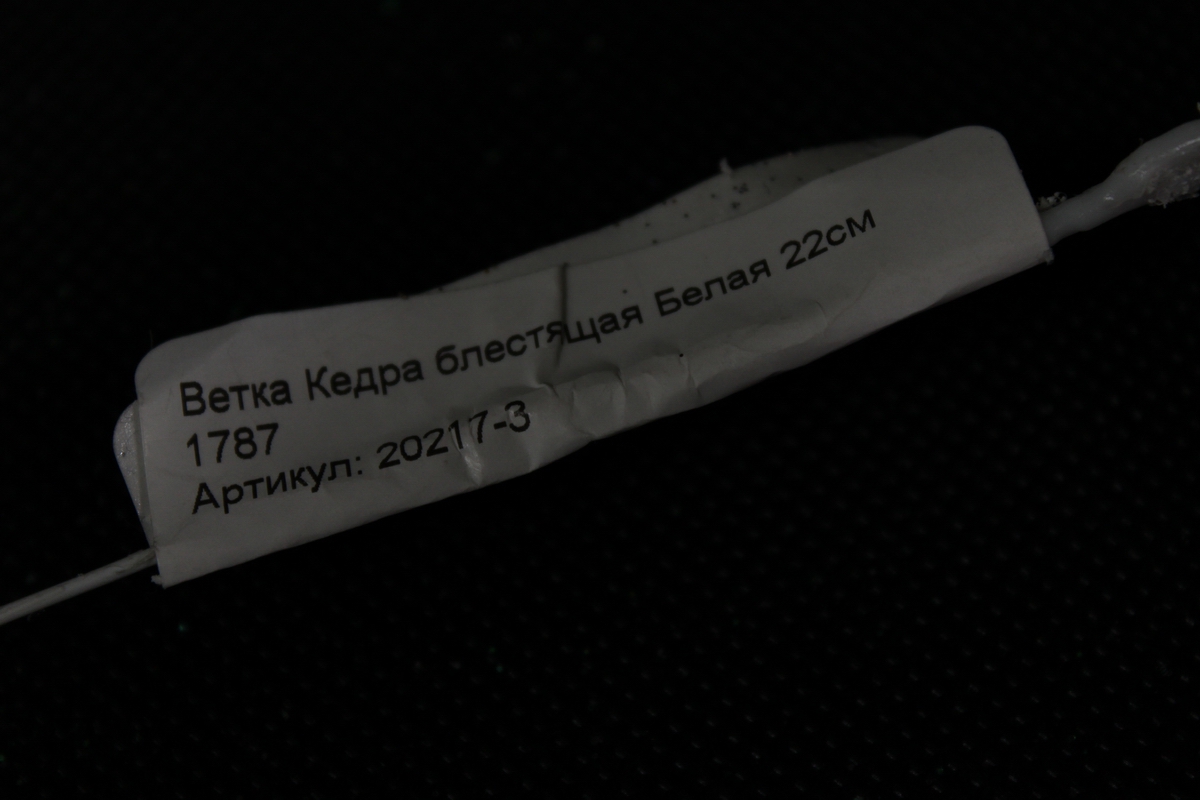 Ветка Кедра блестящая Белая 22см
1787
Артикул: 20217-3